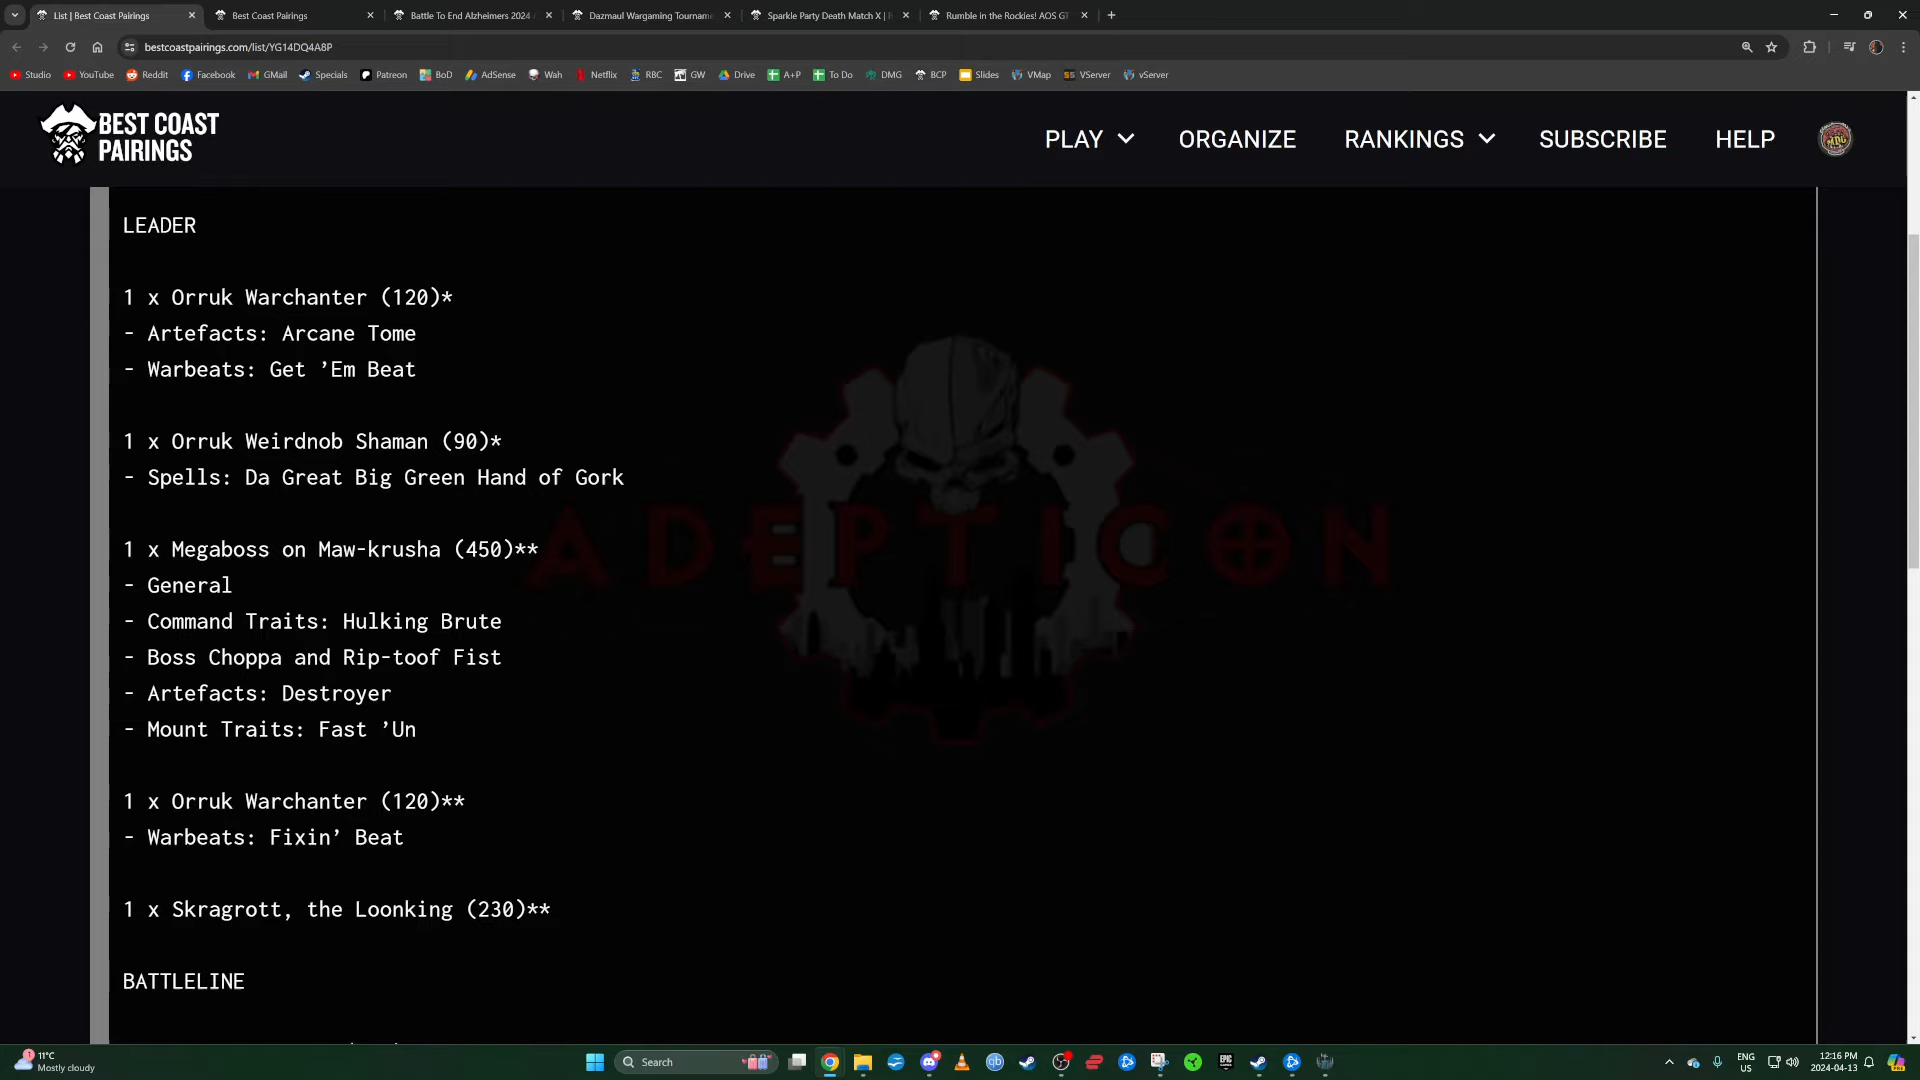 List | Best Coast Pairings
Best Coast Pairings
Battle To End Alzheimers 2024
Dazmaul Wargaming Tourname
Sparkle Party Death Match X |
Rumble in the Rockies! AOS GT
bestcoastpairings.com/list/YG14DQ4A8P
Studio YouTube Reddit Facebook GMail Specials Patreon BoD AdSense Wah Netflix RBC GW Drive A+P To Do DMG BCP Slides VMap VServer vServer
BEST COAST
PAIRINGS
PLAY ORGANIZE RANKINGS SUBSCRIBE HELP
LEADER
1 x Orruk Warchanter (120)*
- Artefacts: Arcane Tome
- Warbeats: Get ’Em Beat
1 x Orruk Weirdnob Shaman (90)*
- Spells: Da Great Big Green Hand of Gork
1 x Megaboss on Maw-krusha (450)**
- General
- Command Traits: Hulking Brute
- Boss Choppa and Rip-toof Fist
- Artefacts: Destroyer
- Mount Traits: Fast ’Un
ADEPTICON
1 x Orruk Warchanter (120)**
- Warbeats: Fixin’ Beat
1 x Skragrott, the Loonking (230)**
BATTLELINE
11°C
Mostly cloudy
Search
ENG
US
12:16 PM
2024-04-13